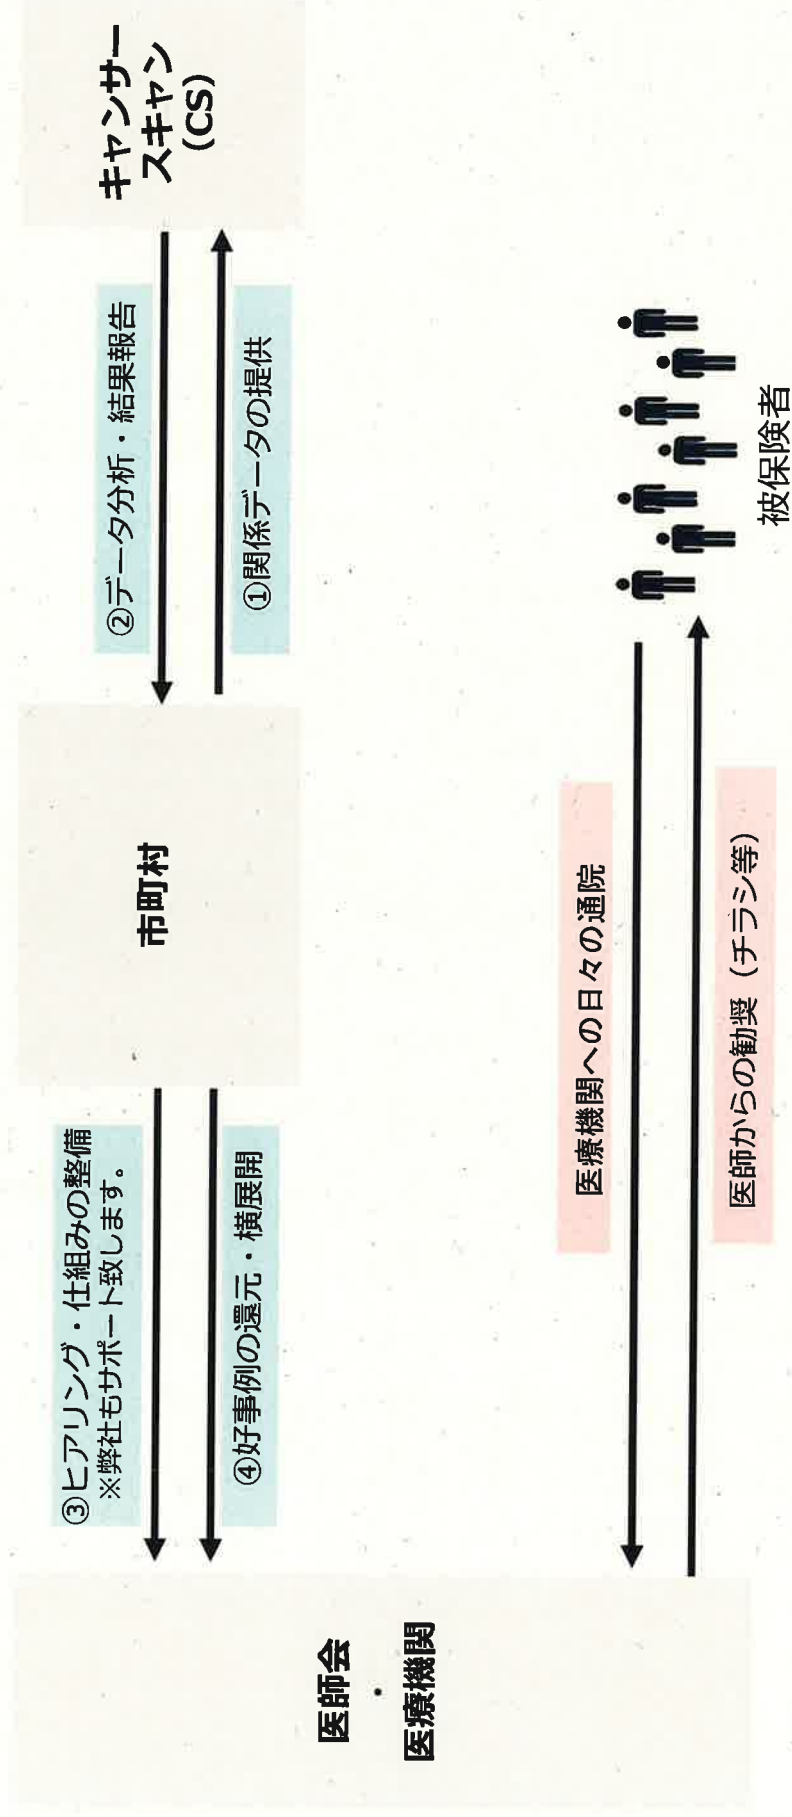 医師会
・
医療機関
③ヒアリング・仕組みの整備
※弊社もサポート致します。
④好事例の還元・横展開
市町村
②データ分析・結果報告
①関係データの提供
キャンサー
スキャン
(CS)
医療機関への日々の通院
医師からの勧奨（チラシ等）
被保険者